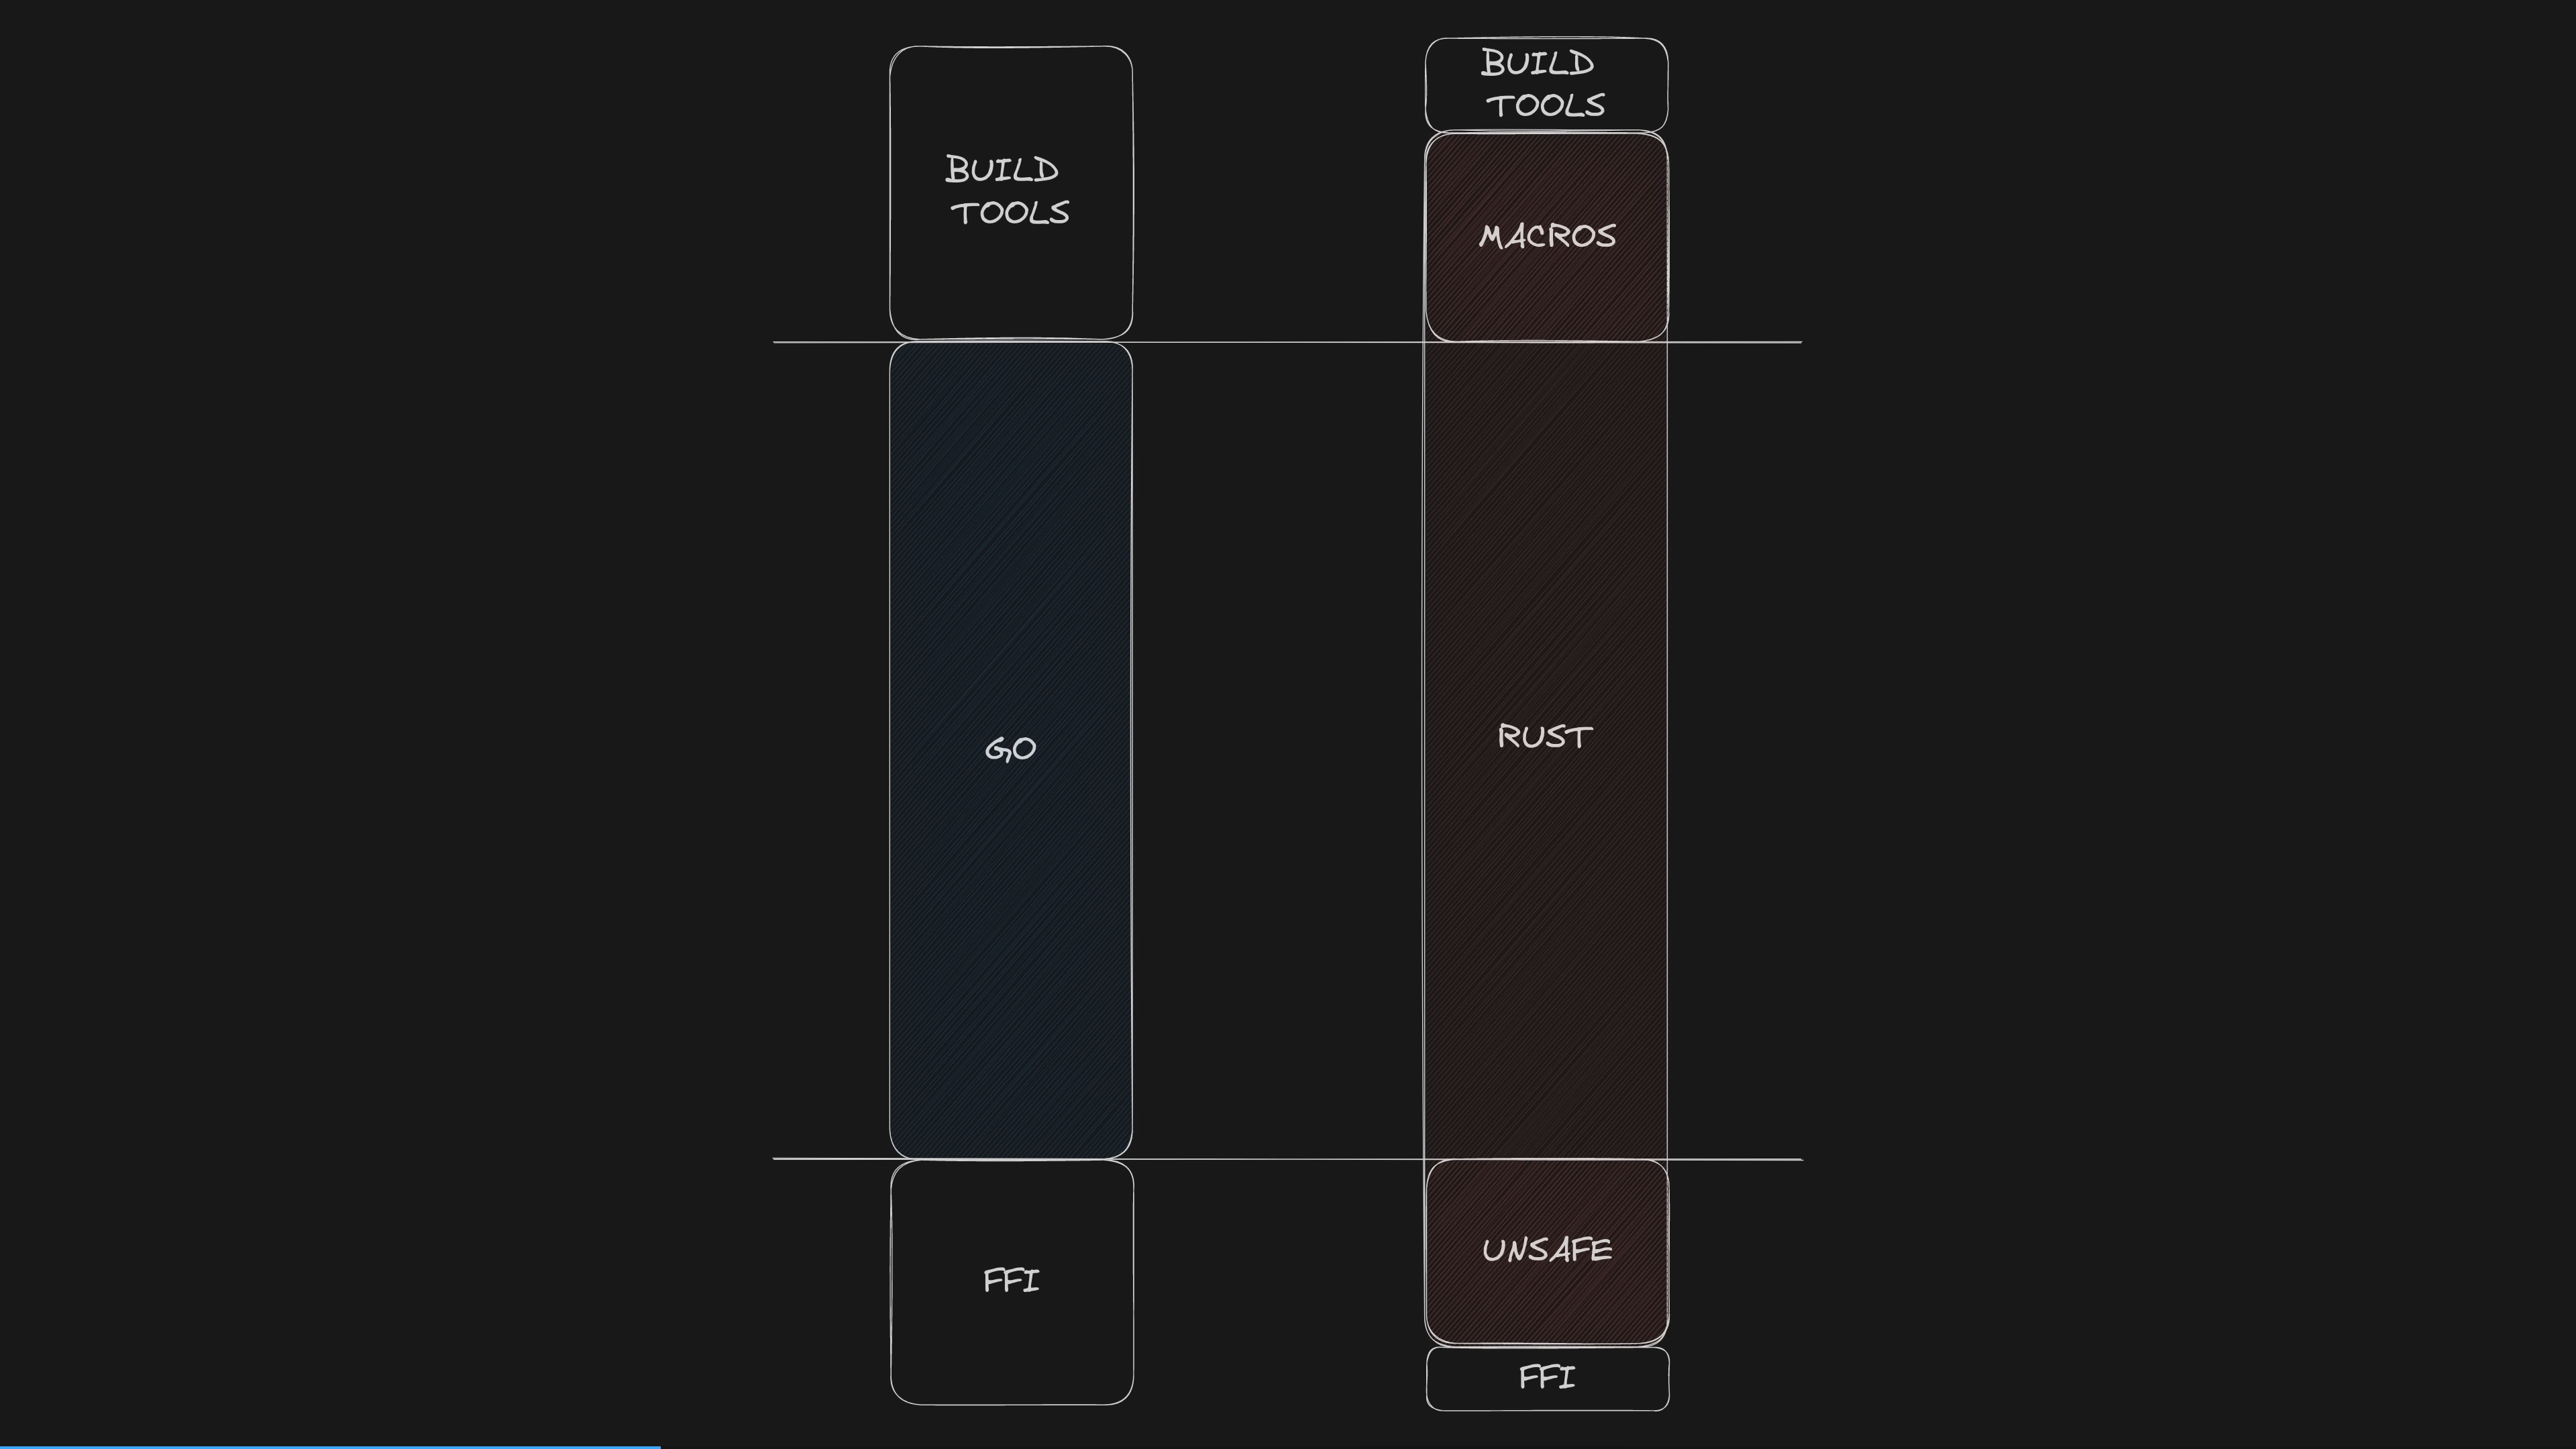 BUILD
TOOLS
GO
FFI
BUILD
TOOLS
MACROS
RUST
UNSAFE
FFI